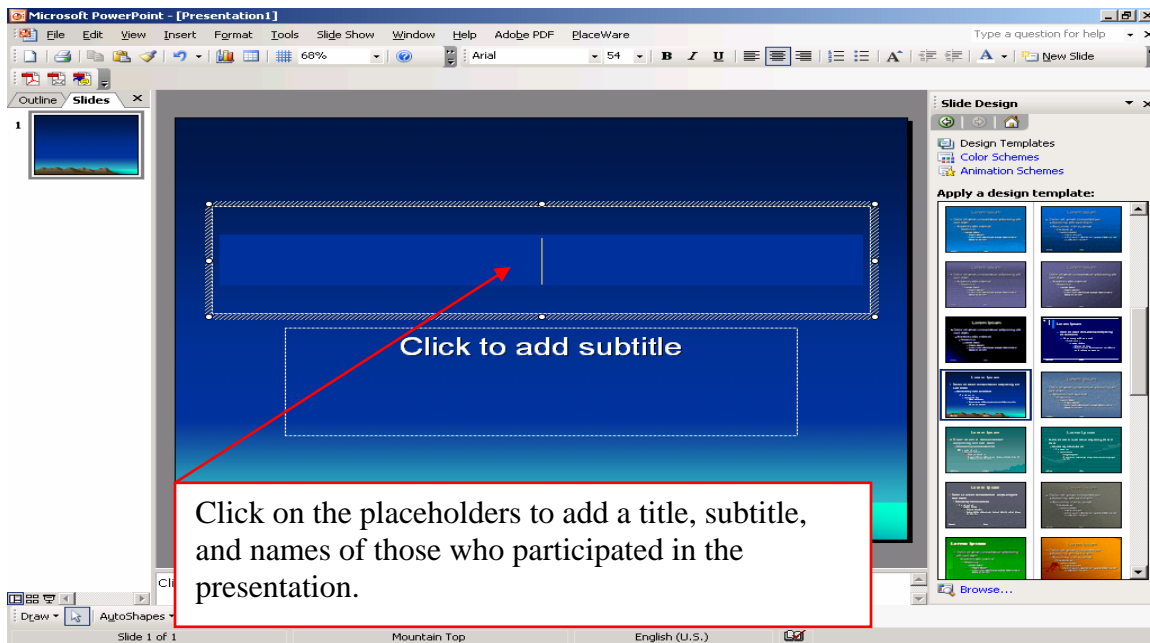 Microsoft PowerPoint - [Presentation1]
File Edit View Insert Format Tools Slide Show Window Help Adobe PDF PlaceWare Type a question for help
68% Arial 54 B I U A A New Slide
Outline Slides
Slide Design
1
Design Templates
Color Schemes
Animation Schemes
Apply a design template:
Click to add subtitle
Click on the placeholders to add a title, subtitle,
and names of those who participated in the
presentation.
Browse...
Draw AutoShapes
Slide 1 of 1 Mountain Top English (U.S.)